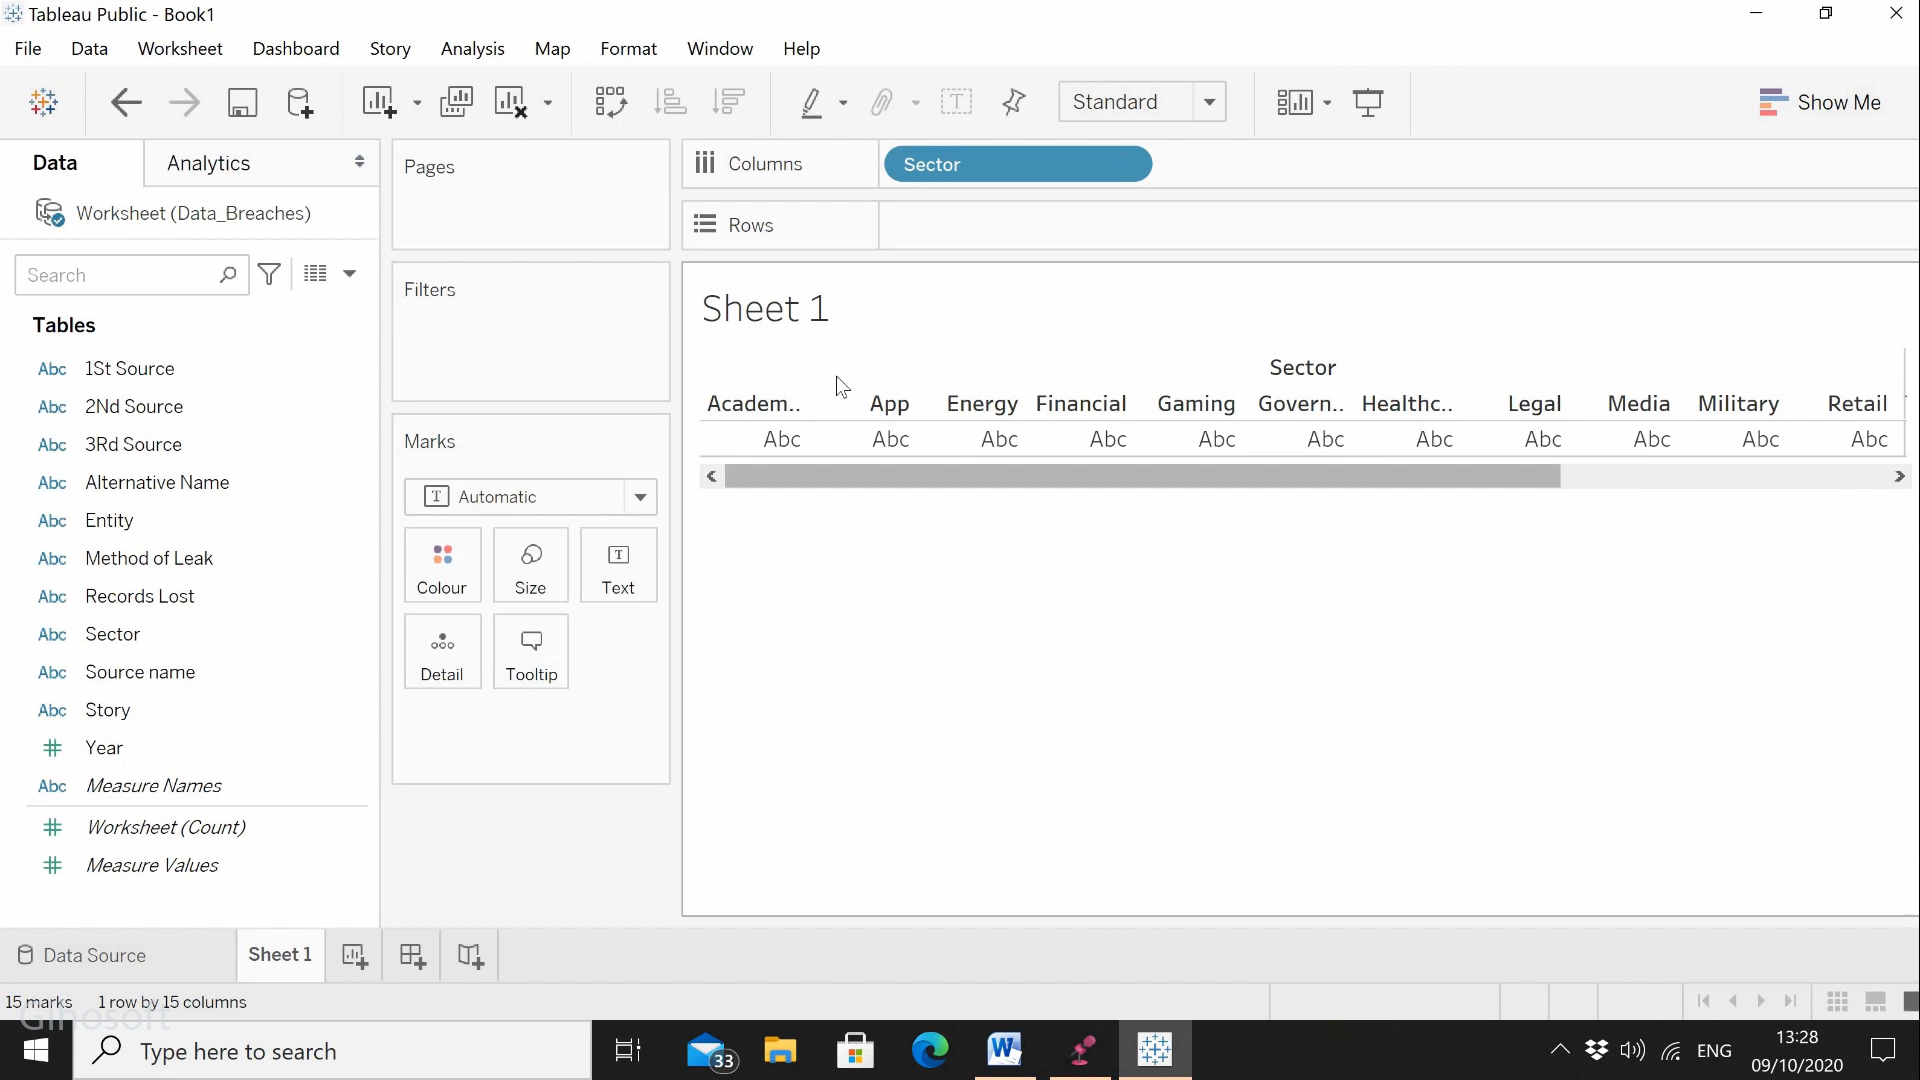 Tableau Public - Book1
File Data Worksheet Dashboard Story Analysis Map Format Window Help
Standard
Show Me
Data
Analytics
Worksheet (Data_Breaches)
Search
Tables
Abc 1St Source
Abc 2Nd Source
Abc 3Rd Source
Abc Alternative Name
Abc Entity
Abc Method of Leak
Abc Records Lost
Abc Sector
Abc Source name
Abc Story
Year
Abc Measure Names
Worksheet (Count)
Measure Values
Pages
Filters
Marks
T Automatic
Colour Size T Text
Detail Tooltip
Columns Sector
Rows
Sheet 1
Sector
Academ.. App Energy Financial Gaming Govern.. Healthc.. Legal Media Military Retail
Abc Abc Abc Abc Abc Abc Abc Abc Abc Abc Abc
Data Source Sheet 1
15 marks 1 row by 15 columns
Gihosoft
Type here to search
33
W
ENG
13:28
09/10/2020